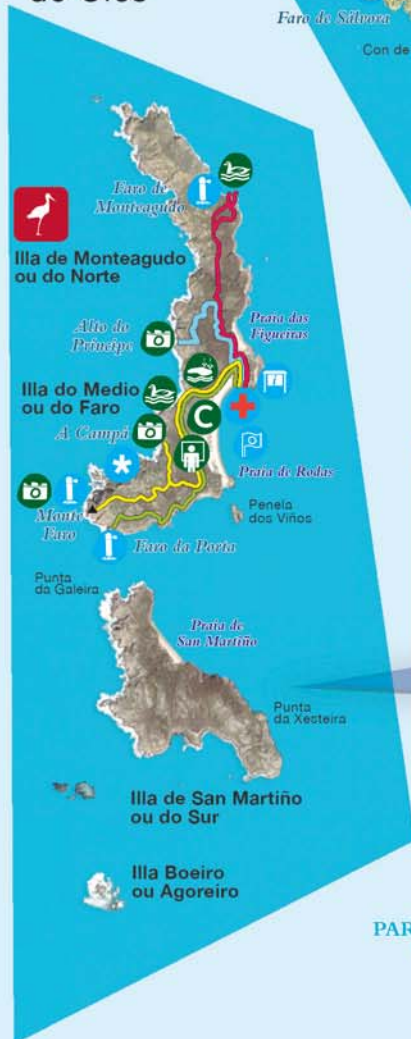 Faro de Sálvora
Con de
Faro de
Monteagudo
Illa de Monteagudo
ou do Norte
Alto do
Príncipe
Praia das
Figueiras
Illa do Medio
ou do Faro
C
A Campá
*
Praia de Rodas
Monte
Faro
Penela
dos Viños
Faro da Porta
Punta
da Galeira
Praia de
San Martiño
Punta
da Xesteira
Illa de San Martiño
ou do Sur
Illa Boeiro
ou Agoreiro
PAR